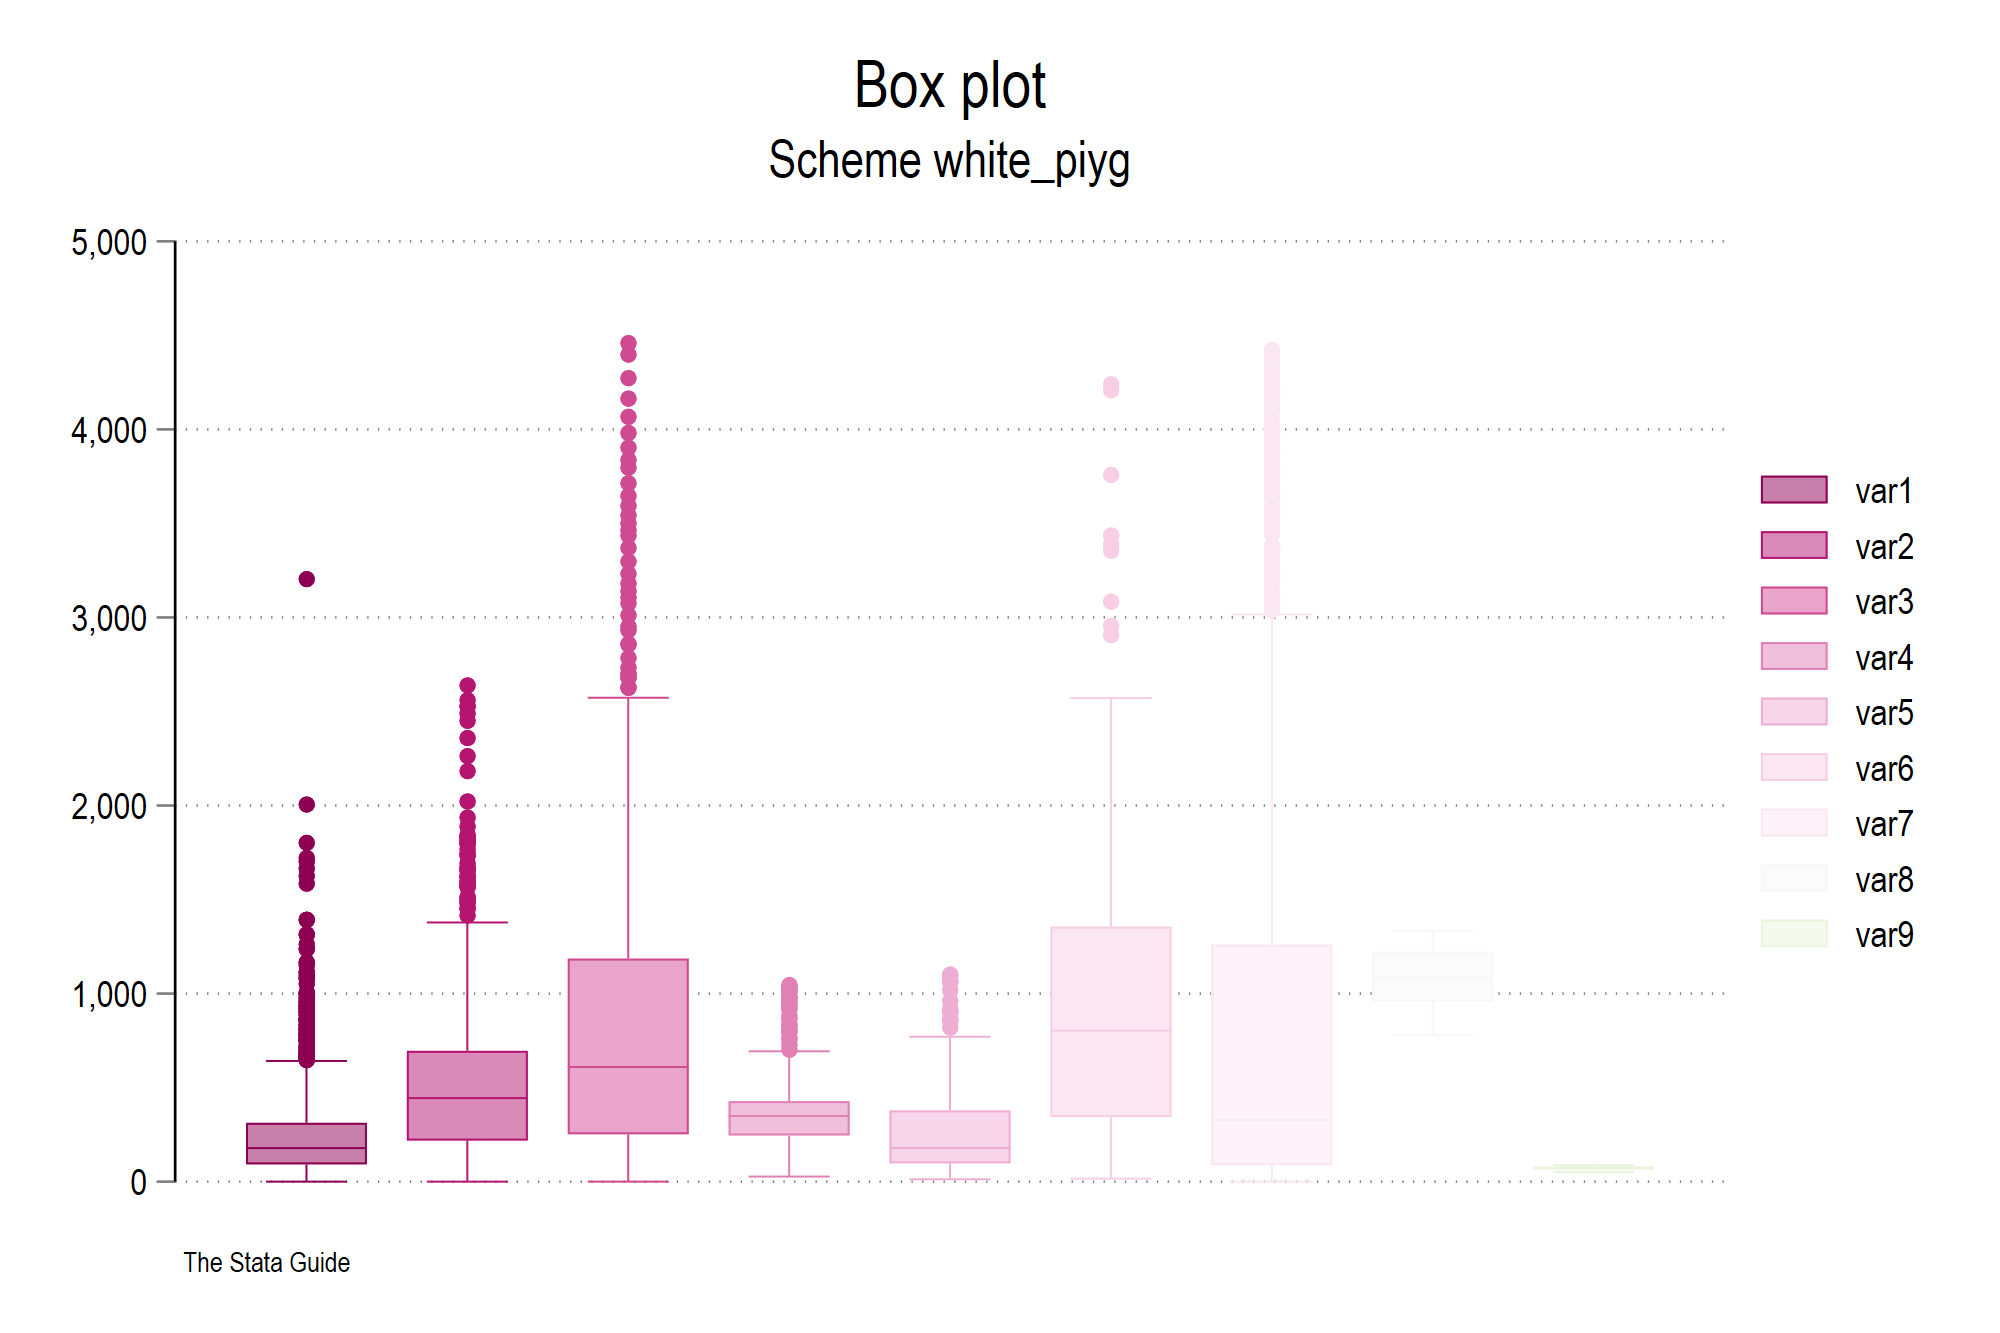 Box plot
Scheme white_piyg
5,000
4,000
3,000
2,000
1,000
0
var1
var2
var3
var4
var5
var6
var7
var8
var9
The Stata Guide